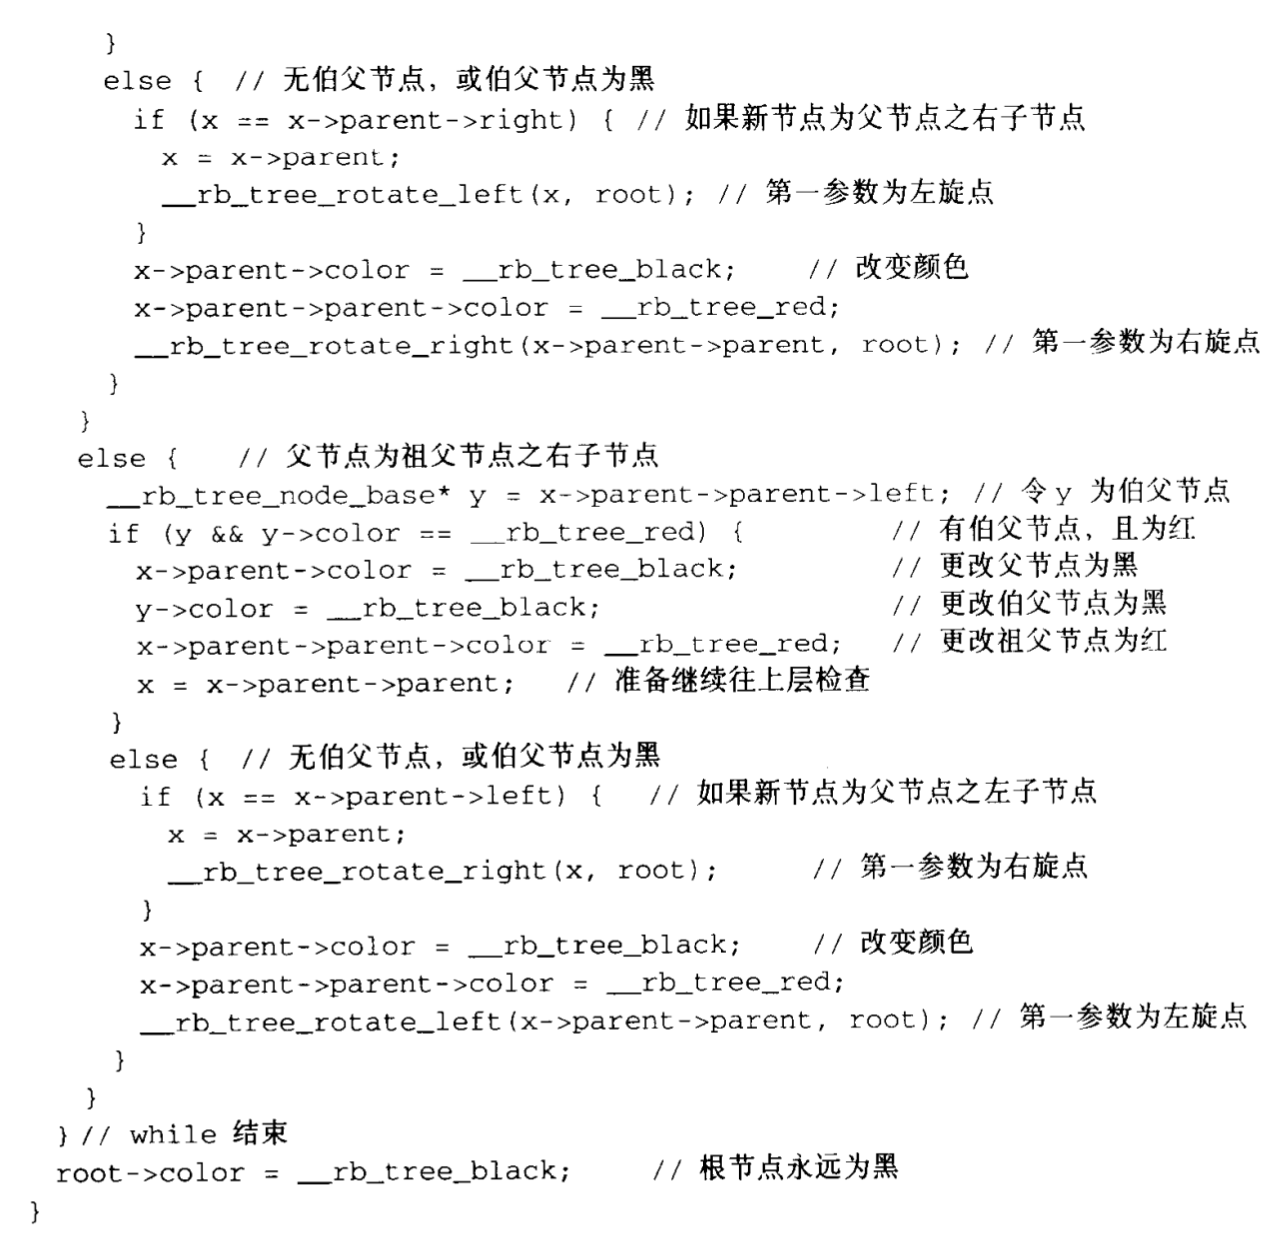 }
else { // 无伯父节点，或伯父节点为黑
if (x == x->parent->right) { // 如果新节点为父节点之右子节点
x = x->parent;
__rb_tree_rotate_left(x, root); // 第一参数为左旋点
}
x->parent->color = __rb_tree_black; // 改变颜色
x->parent->parent->color = __rb_tree_red;
__rb_tree_rotate_right(x->parent->parent, root); // 第一参数为右旋点
}
}
else { // 父节点为祖父节点之右子节点
__rb_tree_node_base* y = x->parent->parent->left; // 令y 为伯父节点
if (y && y->color == __rb_tree_red) { // 有伯父节点，且为红
x->parent->color = __rb_tree_black; // 更改父节点为黑
y->color = __rb_tree_black; // 更改伯父节点为黑
x->parent->parent->color = __rb_tree_red; // 更改祖父节点为红
x = x->parent->parent; // 准备继续往上层检查
}
else { // 无伯父节点，或伯父节点为黑
if (x == x->parent->left) { // 如果新节点为父节点之左子节点
x = x->parent;
__rb_tree_rotate_right(x, root); // 第一参数为右旋点
}
x->parent->color = __rb_tree_black; // 改变颜色
x->parent->parent->color = __rb_tree_red;
__rb_tree_rotate_left(x->parent->parent, root); // 第一参数为左旋点
}
}
} // while 结束
root->color = __rb_tree_black; // 根节点永远为黑
}